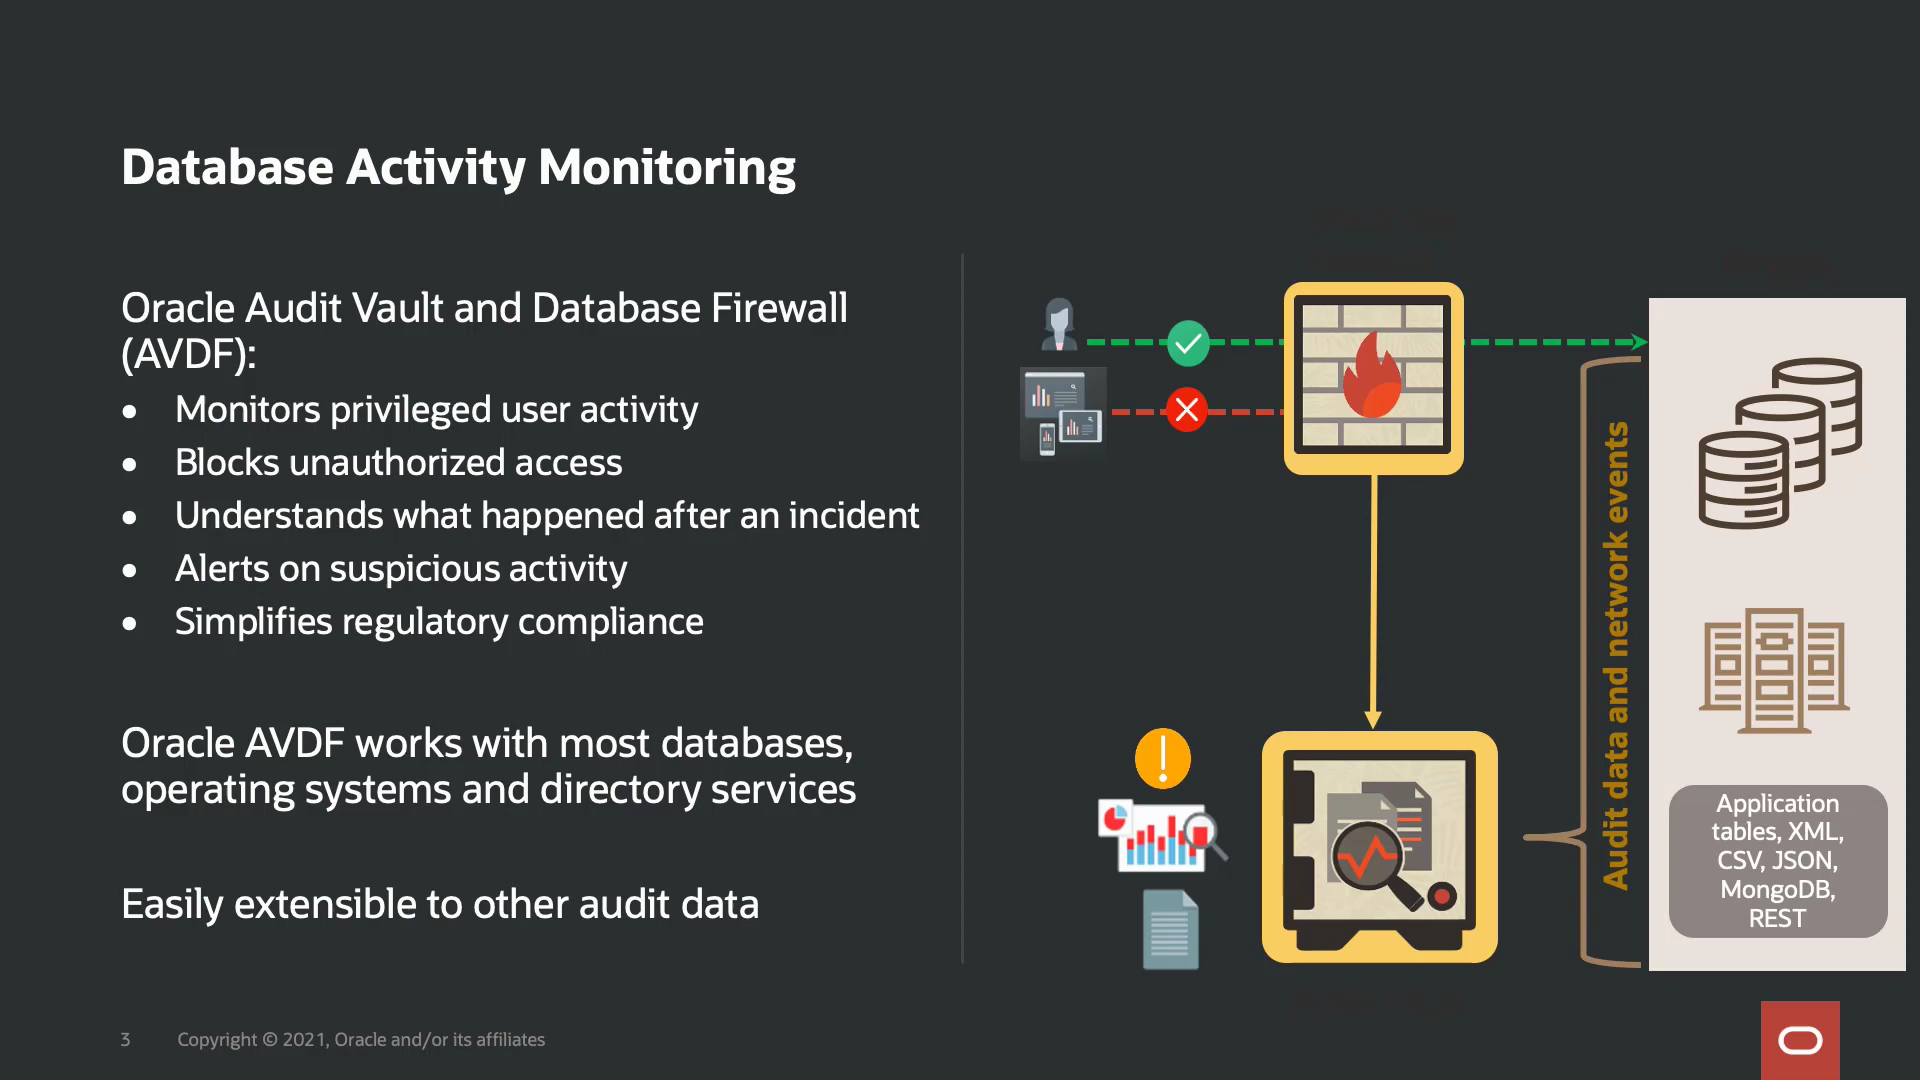 Database Activity Monitoring
Oracle Audit Vault and Database Firewall
(AVDF):
• Monitors privileged user activity
• Blocks unauthorized access
• Understands what happened after an incident
• Alerts on suspicious activity
• Simplifies regulatory compliance
Oracle AVDF works with most databases,
operating systems and directory services
Easily extensible to other audit data
Audit data and network events
Application
tables, XML,
CSV, JSON,
MongoDB,
REST
3
Copyright © 2021, Oracle and/or its affiliates